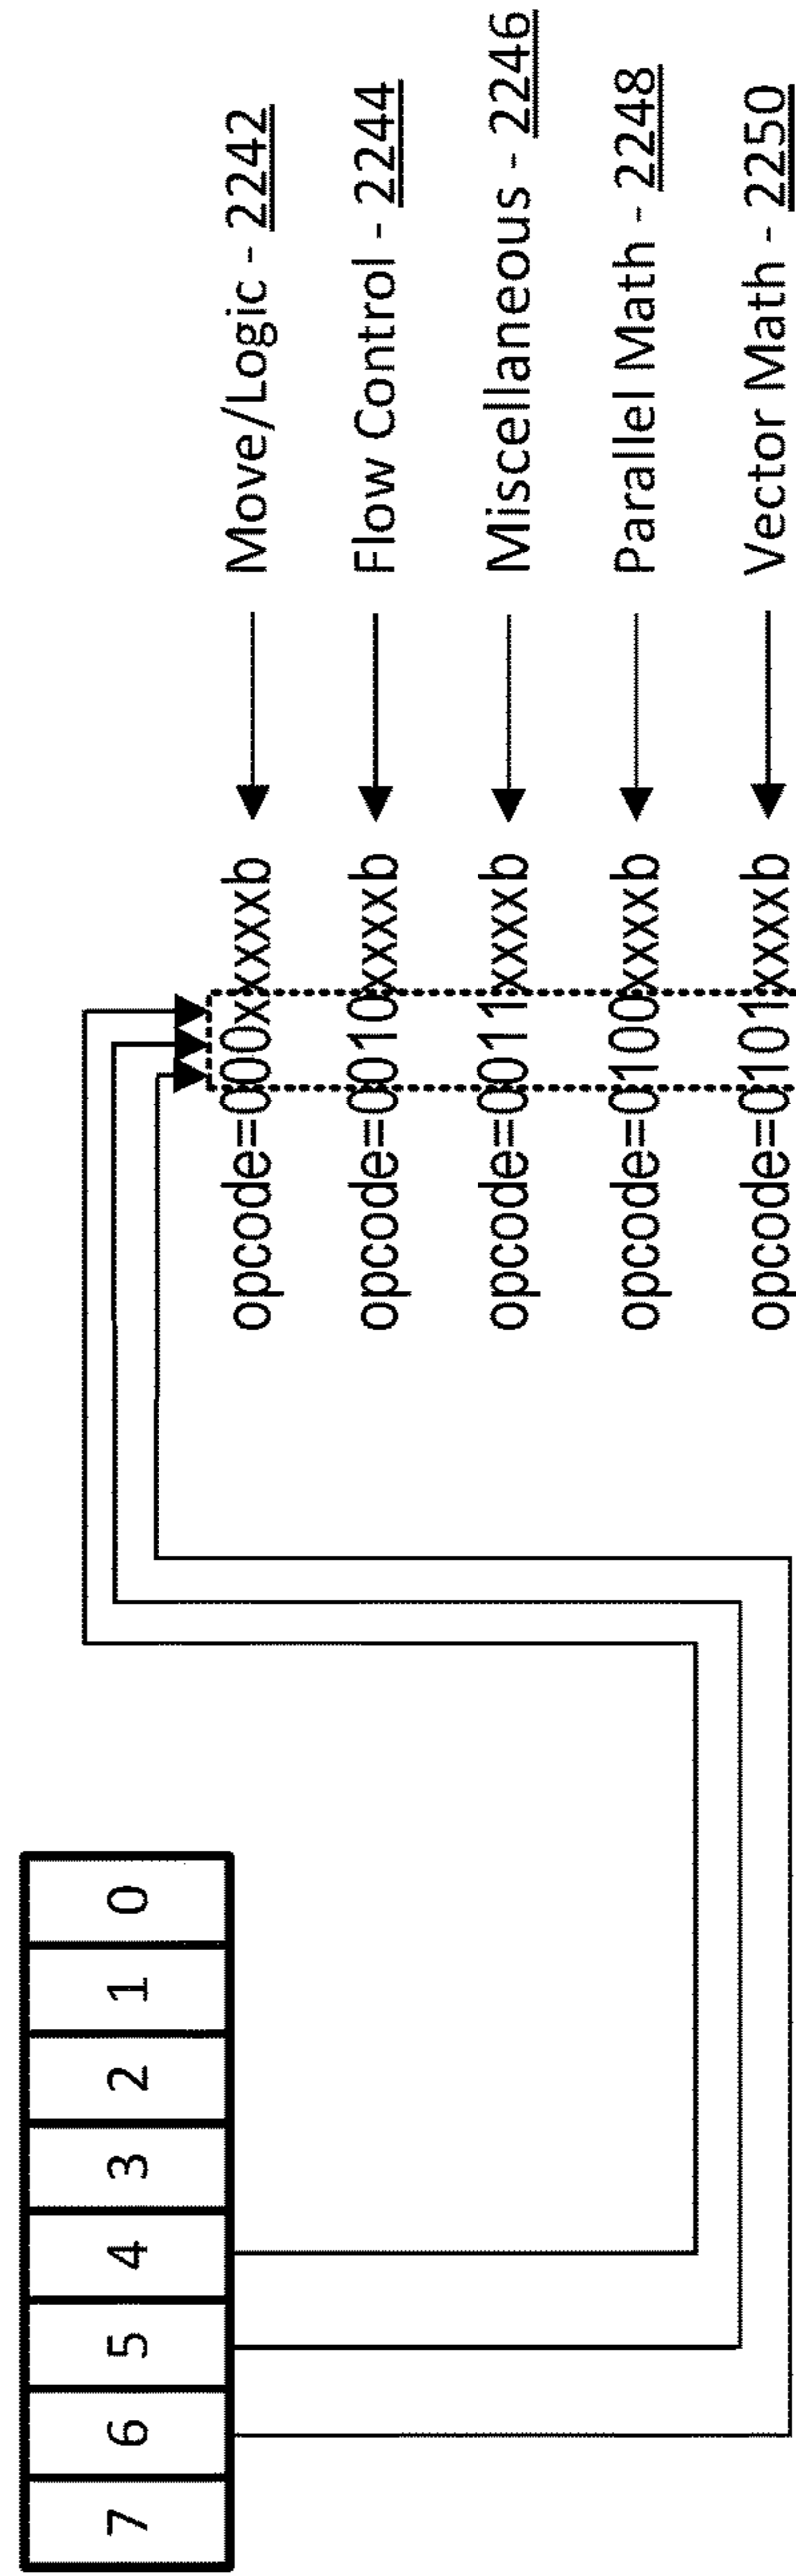 7 6 5 4 3 2 1 0
opcode=000xxxxxb Move/Logic - 2242
opcode=0010xxxxb Flow Control - 2244
opcode=0011xxxxb Miscellaneous - 2246
opcode=0100xxxxb Parallel Math - 2248
opcode=0101xxxxb Vector Math - 2250